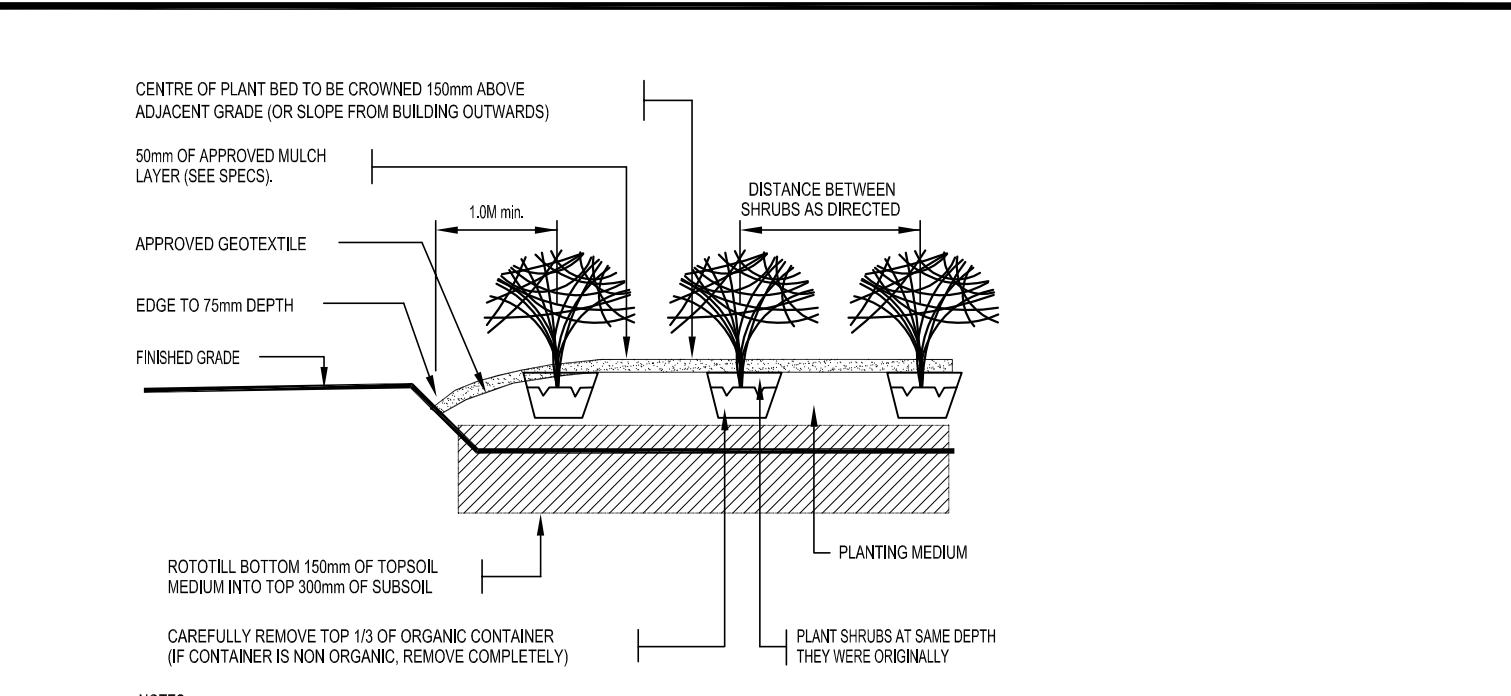 CENTRE OF PLANT BED TO BE CROWNED 150mm ABOVE
ADJACENT GRADE (OR SLOPE FROM BUILDING OUTWARDS)
50mm OF APPROVED MULCH
LAYER (SEE SPECS).
DISTANCE BETWEEN
SHRUBS AS DIRECTED
1.0M min.
APPROVED GEOTEXTILE
EDGE TO 75mm DEPTH
FINISHED GRADE
PLANTING MEDIUM
ROTOTILL BOTTOM 150mm OF TOPSOIL
MEDIUM INTO TOP 300mm OF SUBSOIL
CAREFULLY REMOVE TOP 1/3 OF ORGANIC CONTAINER
(IF CONTAINER IS NON ORGANIC, REMOVE COMPLETELY)
PLANT SHRUBS AT SAME DEPTH
THEY WERE ORIGINALLY